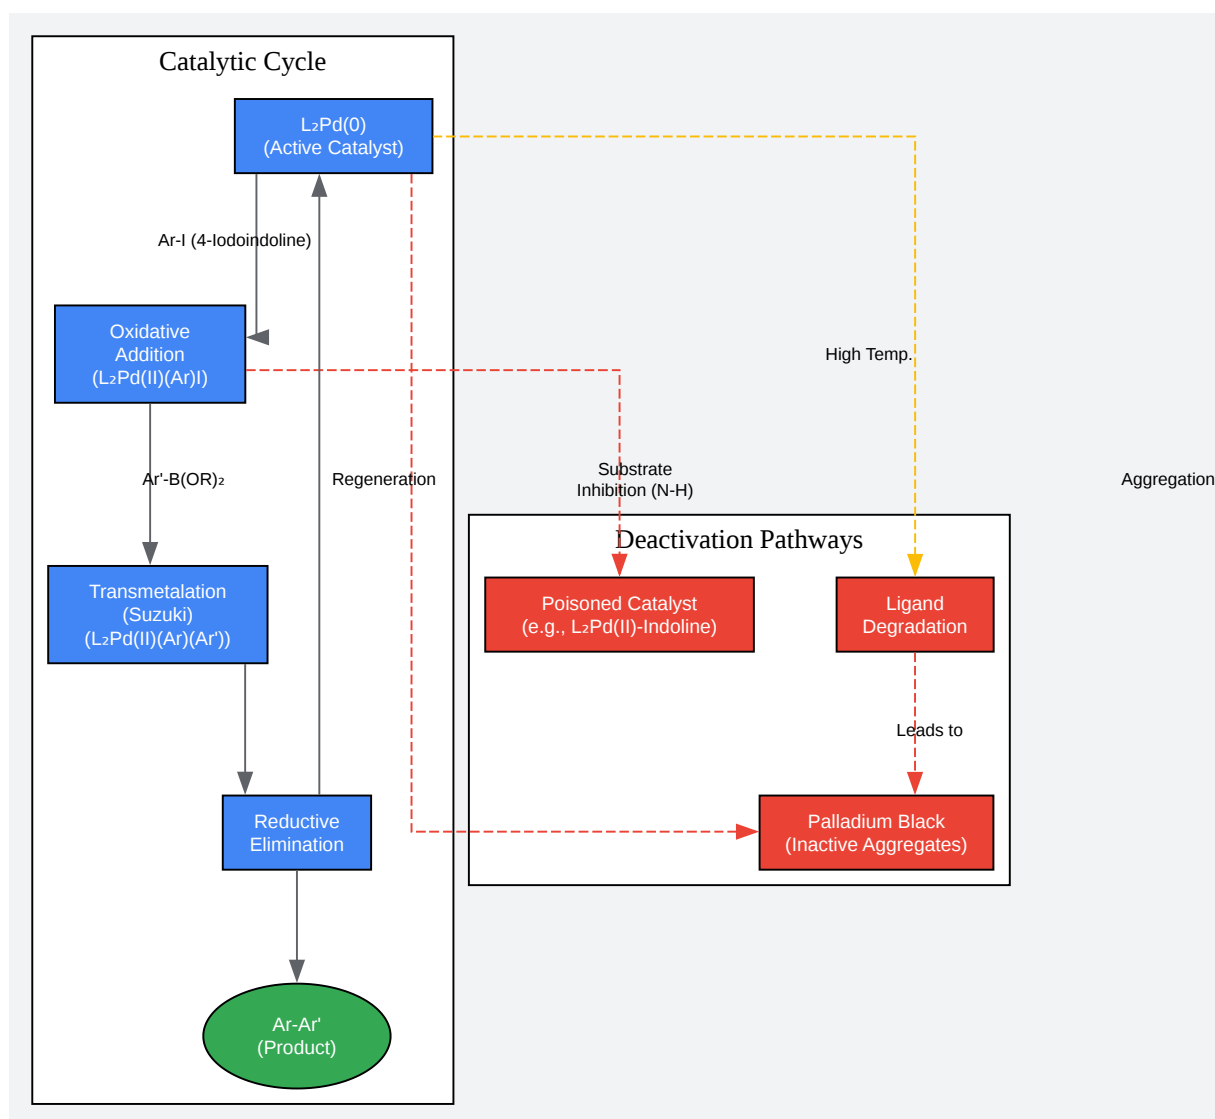 Catalytic Cycle
L₂Pd(0)
(Active Catalyst)
Ar-I (4-Iodoindoline)
Oxidative
Addition
(L₂Pd(II)(Ar)I)
High Temp.
Ar'-B(OR)₂
Regeneration
Substrate
Inhibition (N-H)
Aggregation
Deactivation Pathways
Transmetalation
(Suzuki)
(L₂Pd(II)(Ar)(Ar'))
Poisoned Catalyst
(e.g., L₂Pd(II)-Indoline)
Ligand
Degradation
Leads to
Reductive
Elimination
Palladium Black
(Inactive Aggregates)
Ar-Ar'
(Product)